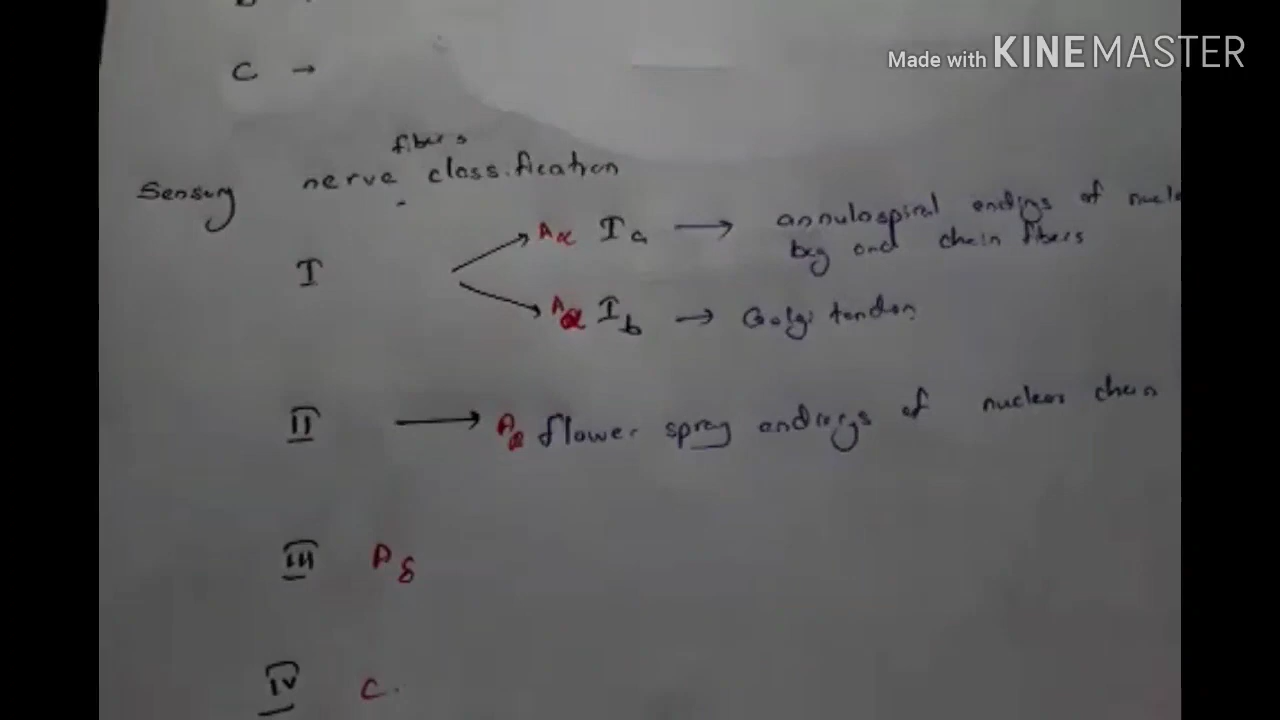 Made with KINEMASTER
C →
fibers
Sensory nerve classification
Aα Ia → annulospiral endings of nucle
bag and chain fibers
I
Aα Ib → Golgi tendon
II → flower spray endings of nuclear chain
III Aδ
IV C.